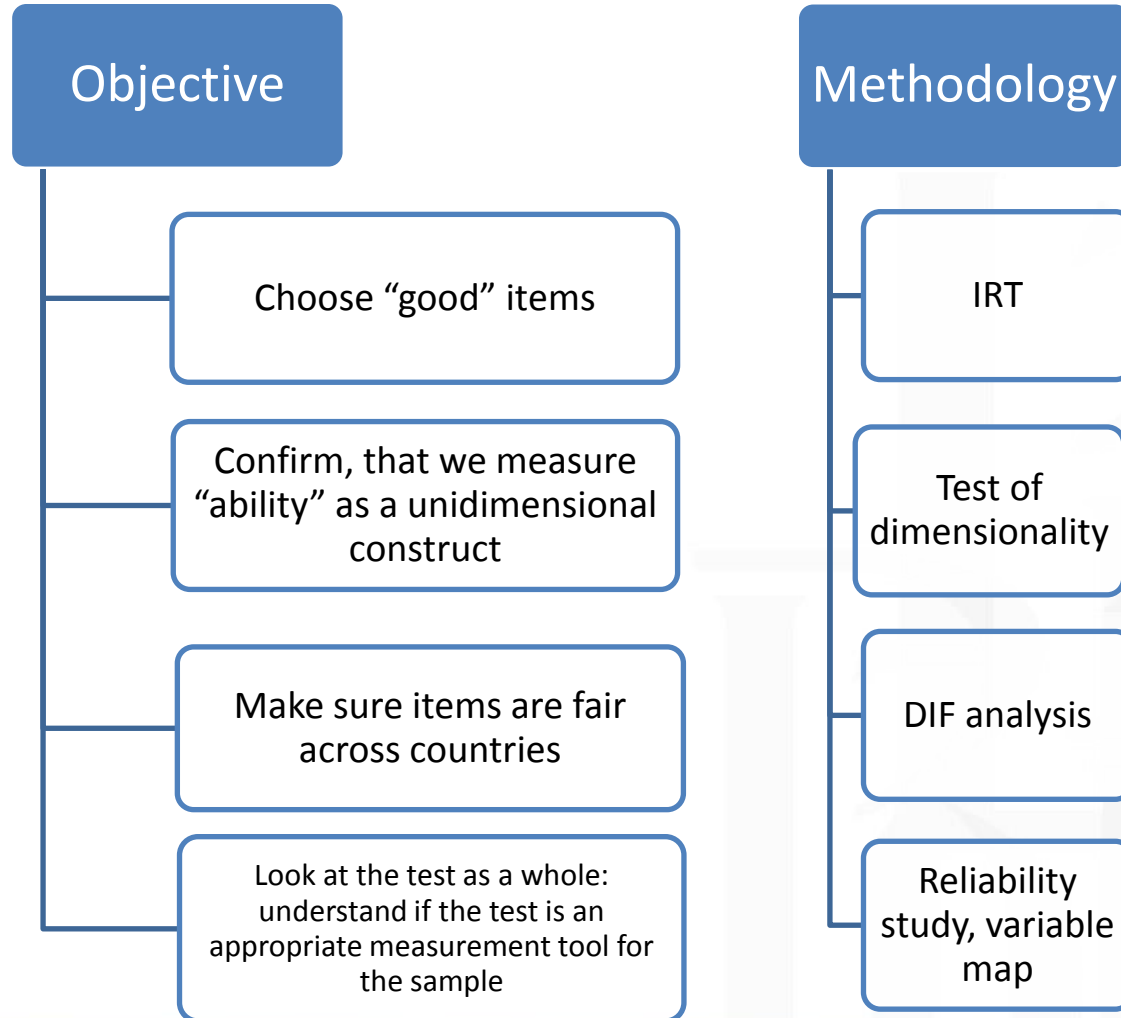 Objective
Choose “good” items
Confirm, that we measure
“ability” as a unidimensional
construct
Make sure items are fair
across countries
Look at the test as a whole:
understand if the test is an
appropriate measurement tool for
the sample
Methodology
IRT
Test of
dimensionality
DIF analysis
Reliability
study, variable
map